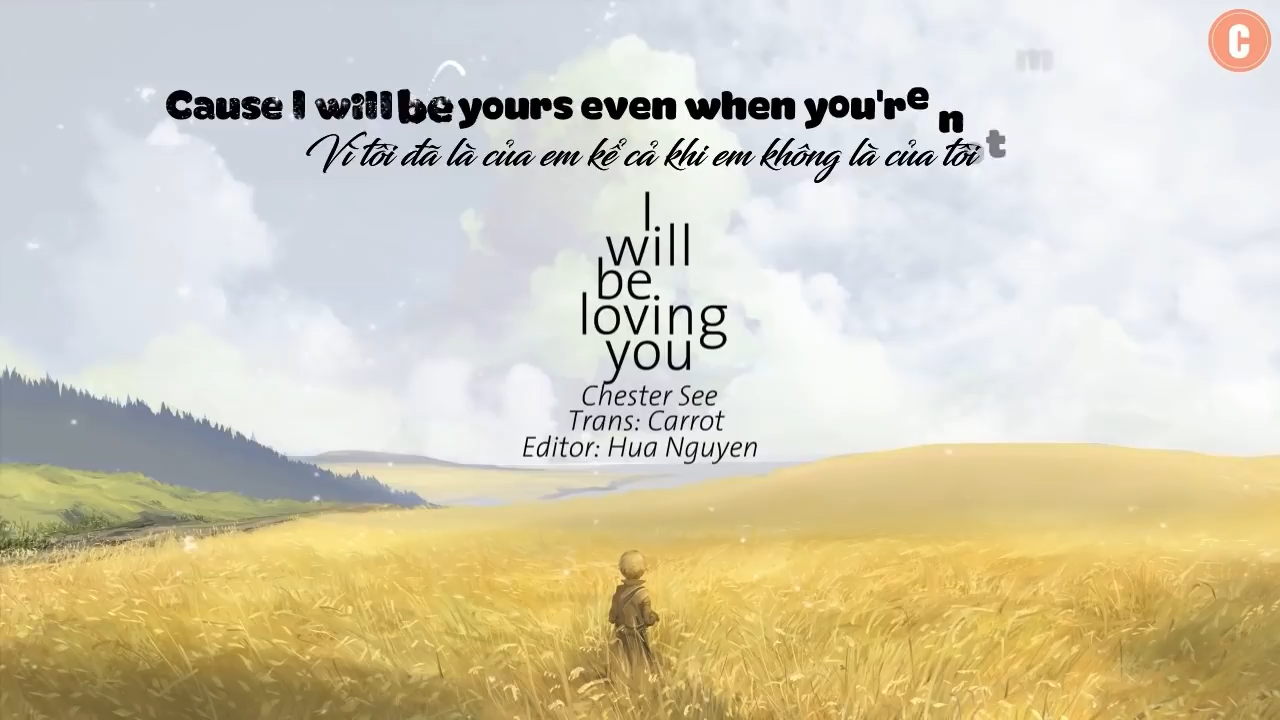 C
Cause I will be yours even when you're n t m
Vì tôi đã là của em kể cả khi em không là của tôi
I
will
be
loving
you
Chester See
Trans: Carrot
Editor: Hua Nguyen